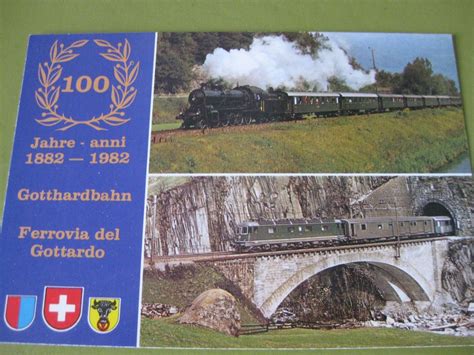 100
Jahre - anni
1882 — 1982
Gotthardbahn
Ferrovia del
Gottardo